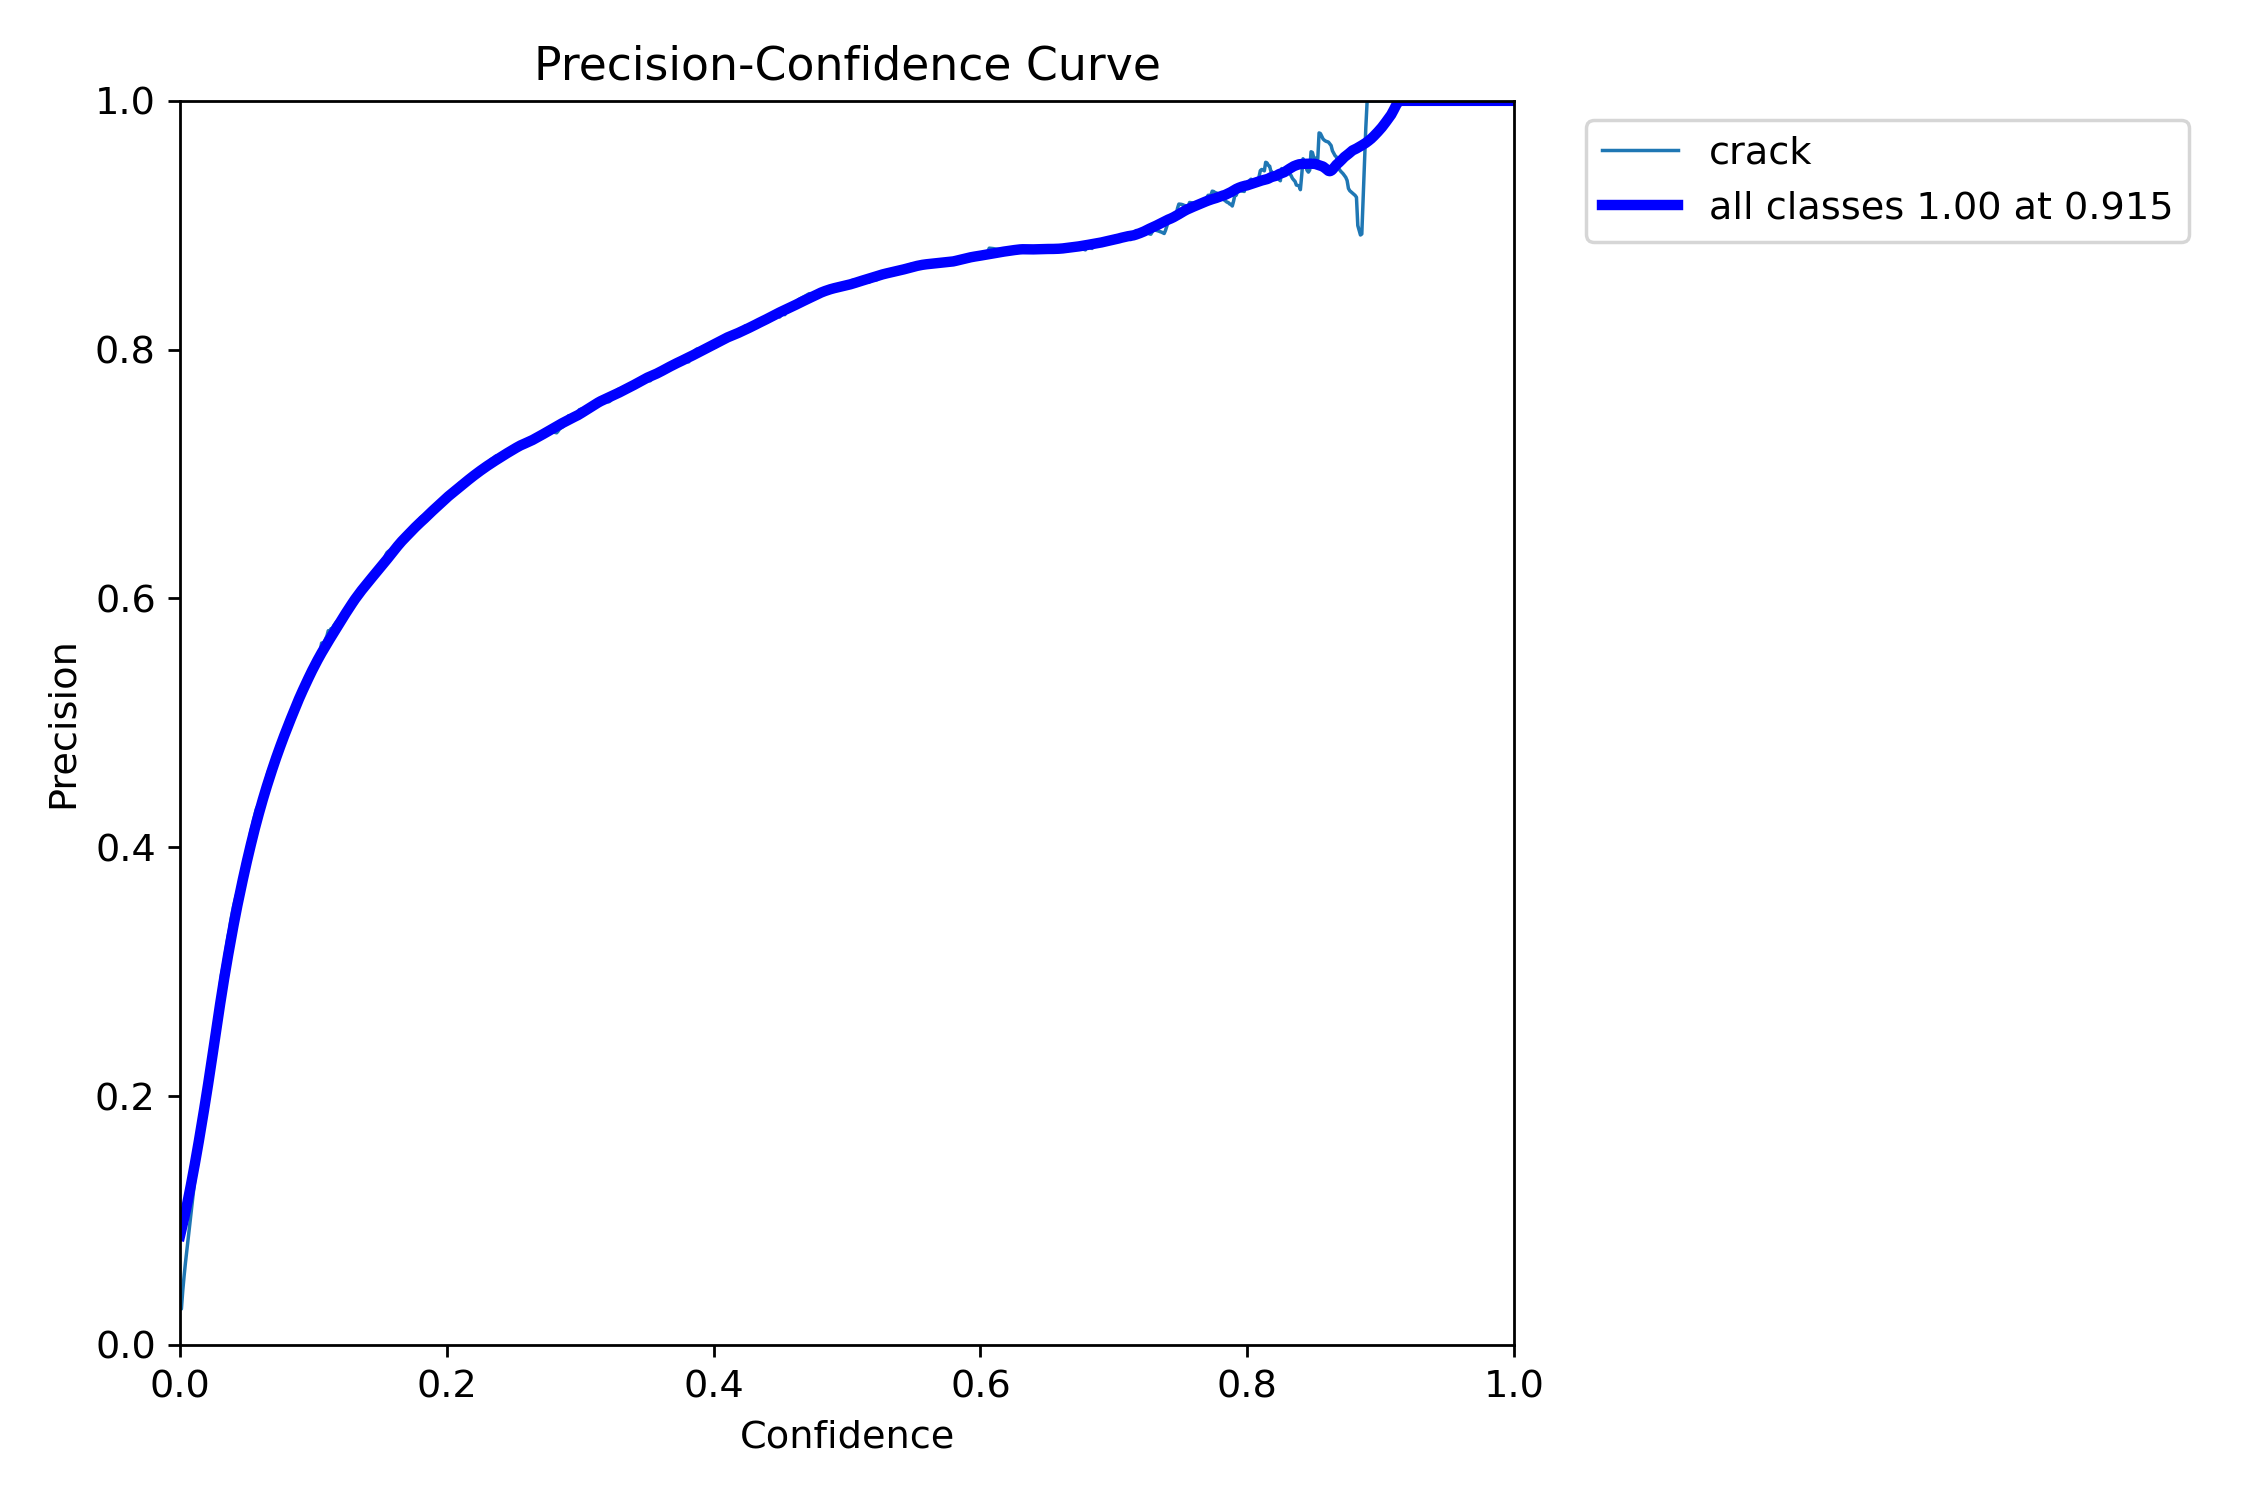 Precision-Confidence Curve
crack
all classes 1.00 at 0.915
Precision
1.0
0.8
0.6
0.4
0.2
0.0
0.0 0.2 0.4 0.6 0.8 1.0
Confidence